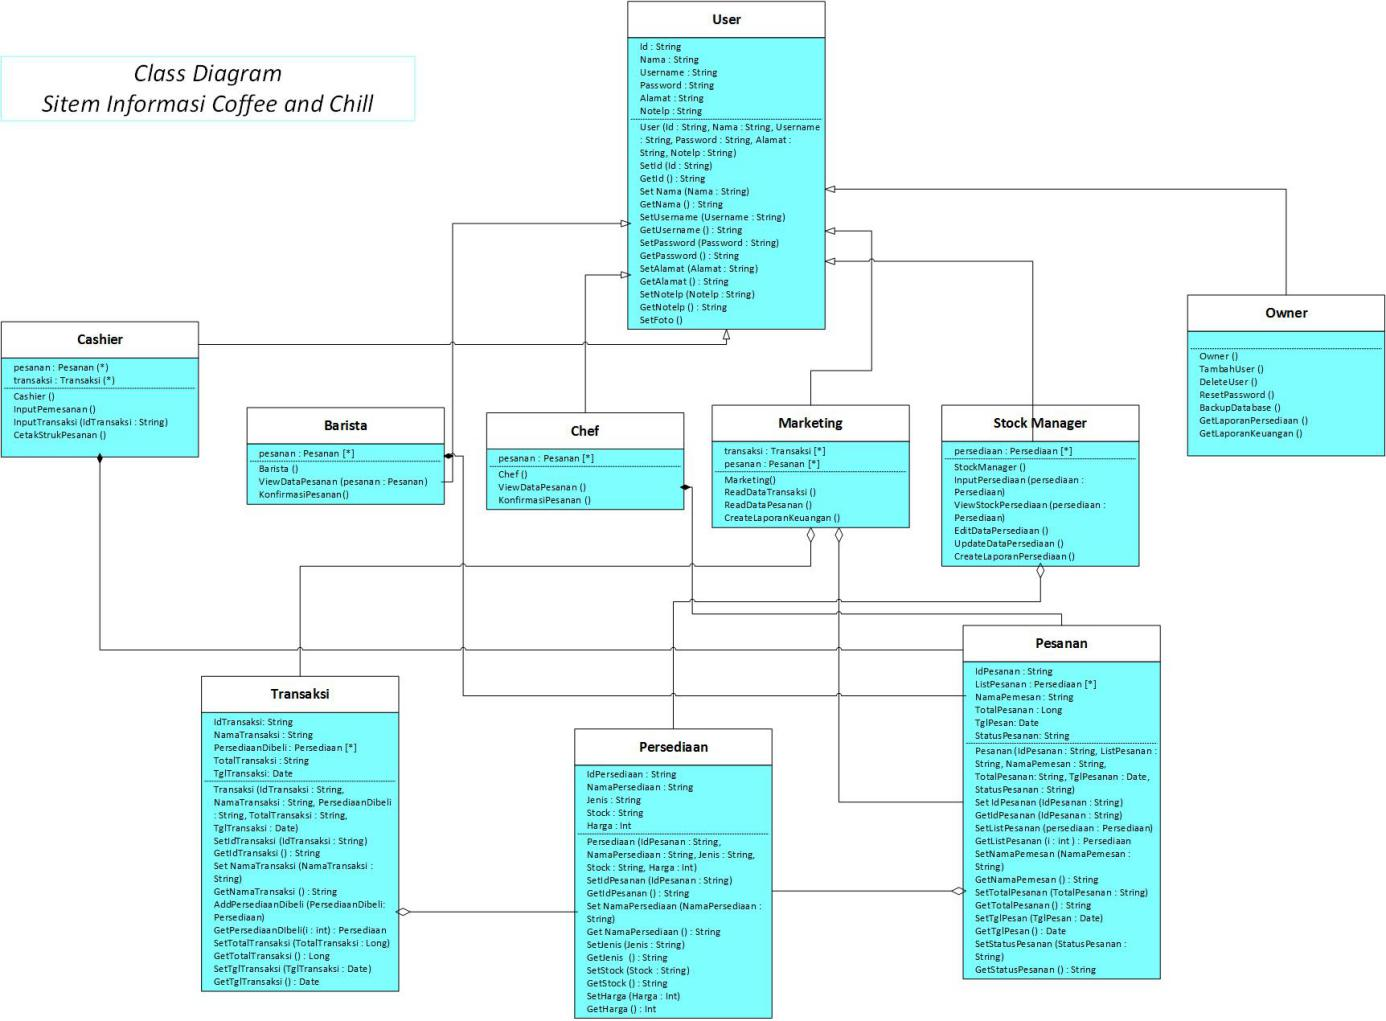 Class Diagram
Sitem Informasi Coffee and Chill
User
Id : String
Nama : String
Username : String
Password : String
Alamat : String
Notelp : String
User (Id : String, Nama : String, Username
: String, Password : String, Alamat :
String, Notelp : String)
SetId (Id : String)
GetId () : String
Set Nama (Nama : String)
GetNama () : String
SetUsername (Username : String)
GetUsername () : String
SetPassword (Password : String)
GetPassword () : String
SetAlamat (Alamat : String)
GetAlamat () : String
SetNotelp (Notelp : String)
GetNotelp () : String
SetFoto ()
Owner
Owner ()
TambahUser ()
DeleteUser ()
ResetPassword ()
BackupDatabase ()
GetLaporanPersediaan ()
GetLaporanKeuangan ()
Cashier
pesanan : Pesanan (*)
transaksi : Transaksi (*)
Cashier ()
InputPemesanan ()
InputTransaksi (IdTransaksi : String)
CetakStrukPesanan ()
Barista
pesanan : Pesanan [*]
Barista ()
ViewDataPesanan (pesanan : Pesanan)
KonfirmasiPesanan()
Chef
pesanan : Pesanan [*]
Chef ()
ViewDataPesanan ()
KonfirmasiPesanan ()
Marketing
transaksi : Transaksi [*]
pesanan : Pesanan [*]
Marketing()
ReadDataTransaksi ()
ReadDataPesanan ()
CreateLaporanKeuangan ()
Stock Manager
persediaan : Persediaan [*]
StockManager ()
InputPersediaan (persediaan :
Persediaan)
ViewStockPersediaan (persediaan :
Persediaan)
EditDataPersediaan ()
UpdateDataPersediaan ()
CreateLaporanPersediaan ()
Transaksi
IdTransaksi: String
NamaTransaksi : String
PersediaanDibeli : Persediaan [*]
TotalTransaksi : String
TglTransaksi: Date
Transaksi (IdTransaksi : String,
NamaTransaksi : String, PersediaanDibeli
: String, TotalTransaksi : String,
TglTransaksi : Date)
SetIdTransaksi (IdTransaksi : String)
GetIdTransaksi () : String
Set NamaTransaksi (NamaTransaksi :
String)
GetNamaTransaksi () : String
AddPersediaanDibeli (PersediaanDibeli:
Persediaan)
GetPersediaanDIbeli(i : int) : Persediaan
SetTotalTransaksi (TotalTransaksi : Long)
GetTotalTransaksi () : Long
SetTglTransaksi (TglTransaksi : Date)
GetTglTransaksi () : Date
Persediaan
IdPersediaan : String
NamaPersediaan : String
Jenis : String
Stock : String
Harga : Int
Persediaan (IdPesanan : String,
NamaPersediaan : String, Jenis : String,
Stock : String, Harga : Int)
SetIdPesanan (IdPesanan : String)
GetIdPesanan () : String
Set NamaPersediaan (NamaPersediaan :
String)
Get NamaPersediaan () : String
SetJenis (Jenis : String)
GetJenis () : String
SetStock (Stock : String)
GetStock () : String
SetHarga (Harga : Int)
GetHarga () : Int
Pesanan
IdPesanan : String
ListPesanan : Persediaan [*]
NamaPemesan : String
TotalPesanan : Long
TglPesan: Date
StatusPesanan: String
Pesanan (IdPesanan : String, ListPesanan :
String, NamaPemesan : String,
TotalPesanan: String, TglPesanan : Date,
StatusPesanan : String)
Set IdPesanan (IdPesanan : String)
GetIdPesanan (IdPesanan : String)
SetListPesanan (persediaan : Persediaan)
GetListPesanan (i : int ) : Persediaan
SetNamaPemesan (NamaPemesan :
String)
GetNamaPemesan () : String
SetTotalPesanan (TotalPesanan : String)
GetTotalPesanan () : String
SetTglPesan (TglPesan : Date)
GetTglPesan () : Date
SetStatusPesanan (StatusPesanan :
String)
GetStatusPesanan () : String